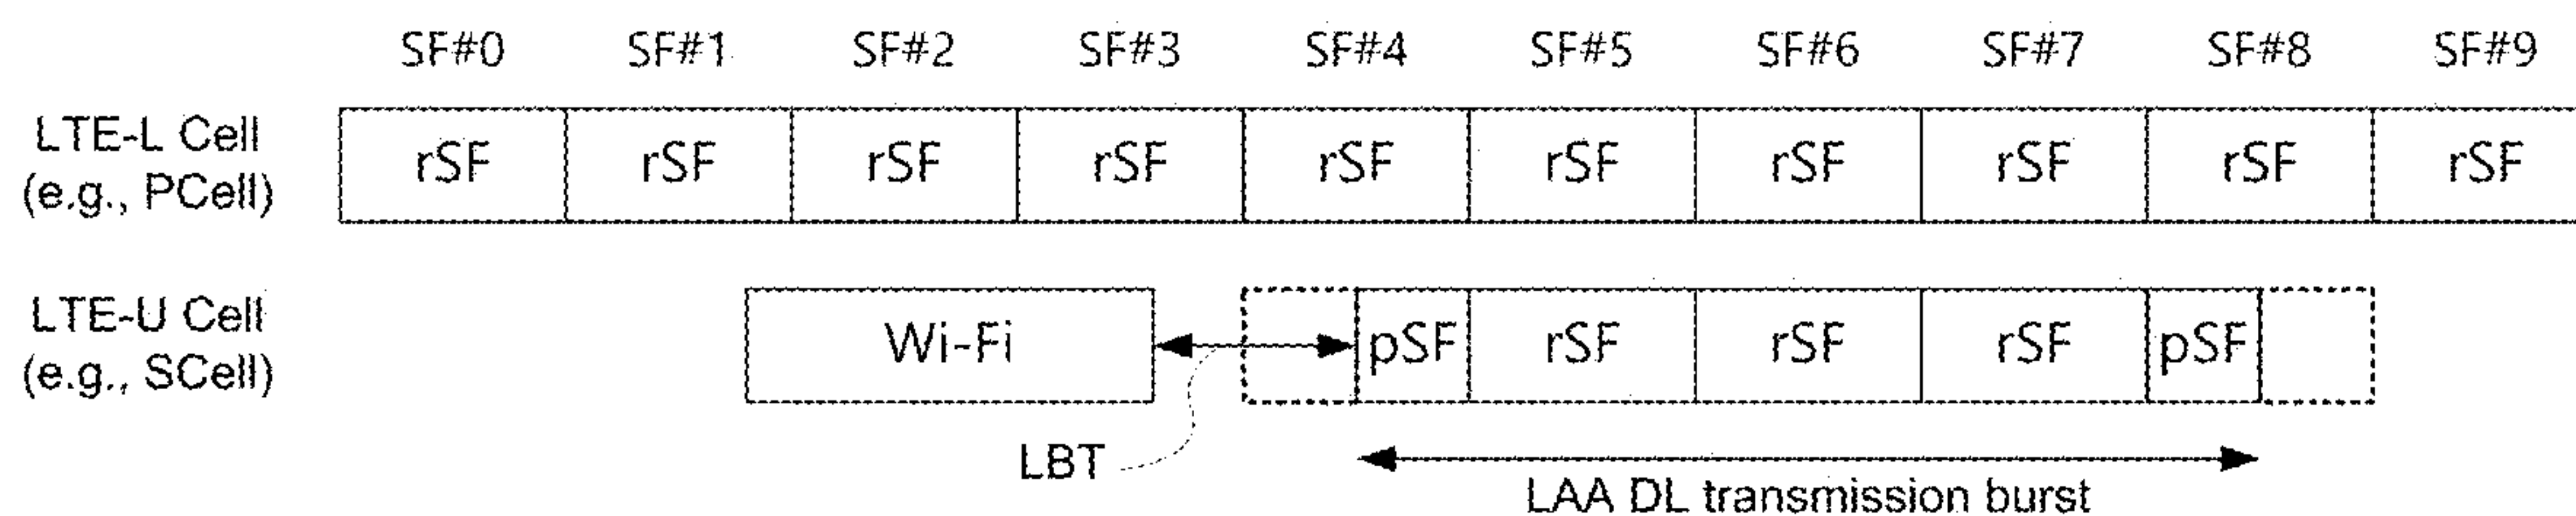 SF#0 SF#1 SF#2 SF#3 SF#4 SF#5 SF#6 SF#7 SF#8 SF#9
LTE-L Cell
(e.g., PCell)
rSF rSF rSF rSF rSF rSF rSF rSF rSF rSF
LTE-U Cell
(e.g., SCell)
Wi-Fi pSF rSF rSF rSF pSF
LBT
LAA DL transmission burst